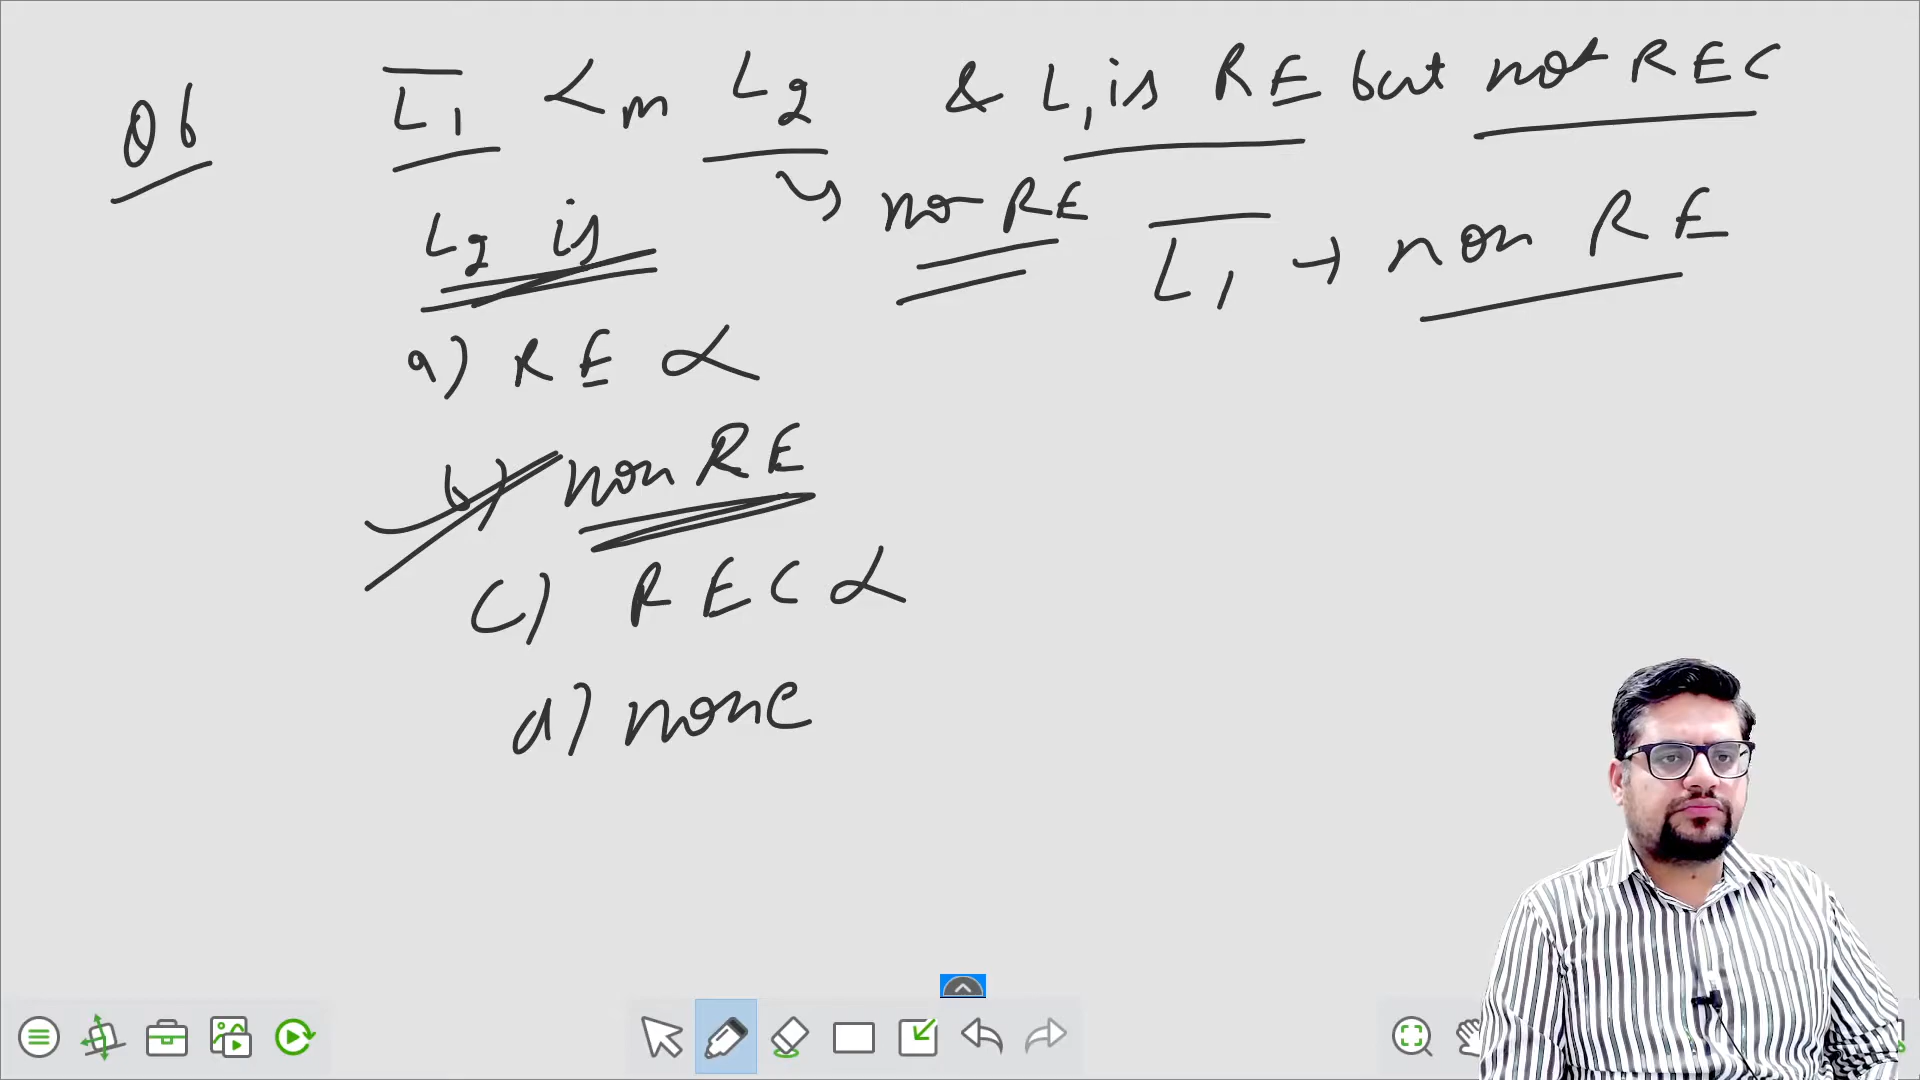 Q6 L̅₁ <ₘ L₂ & L₁ is RE but not REC
L₂ is no RE L̅₁ → non RE
a) RE
b) non RE
c) REC
d) none